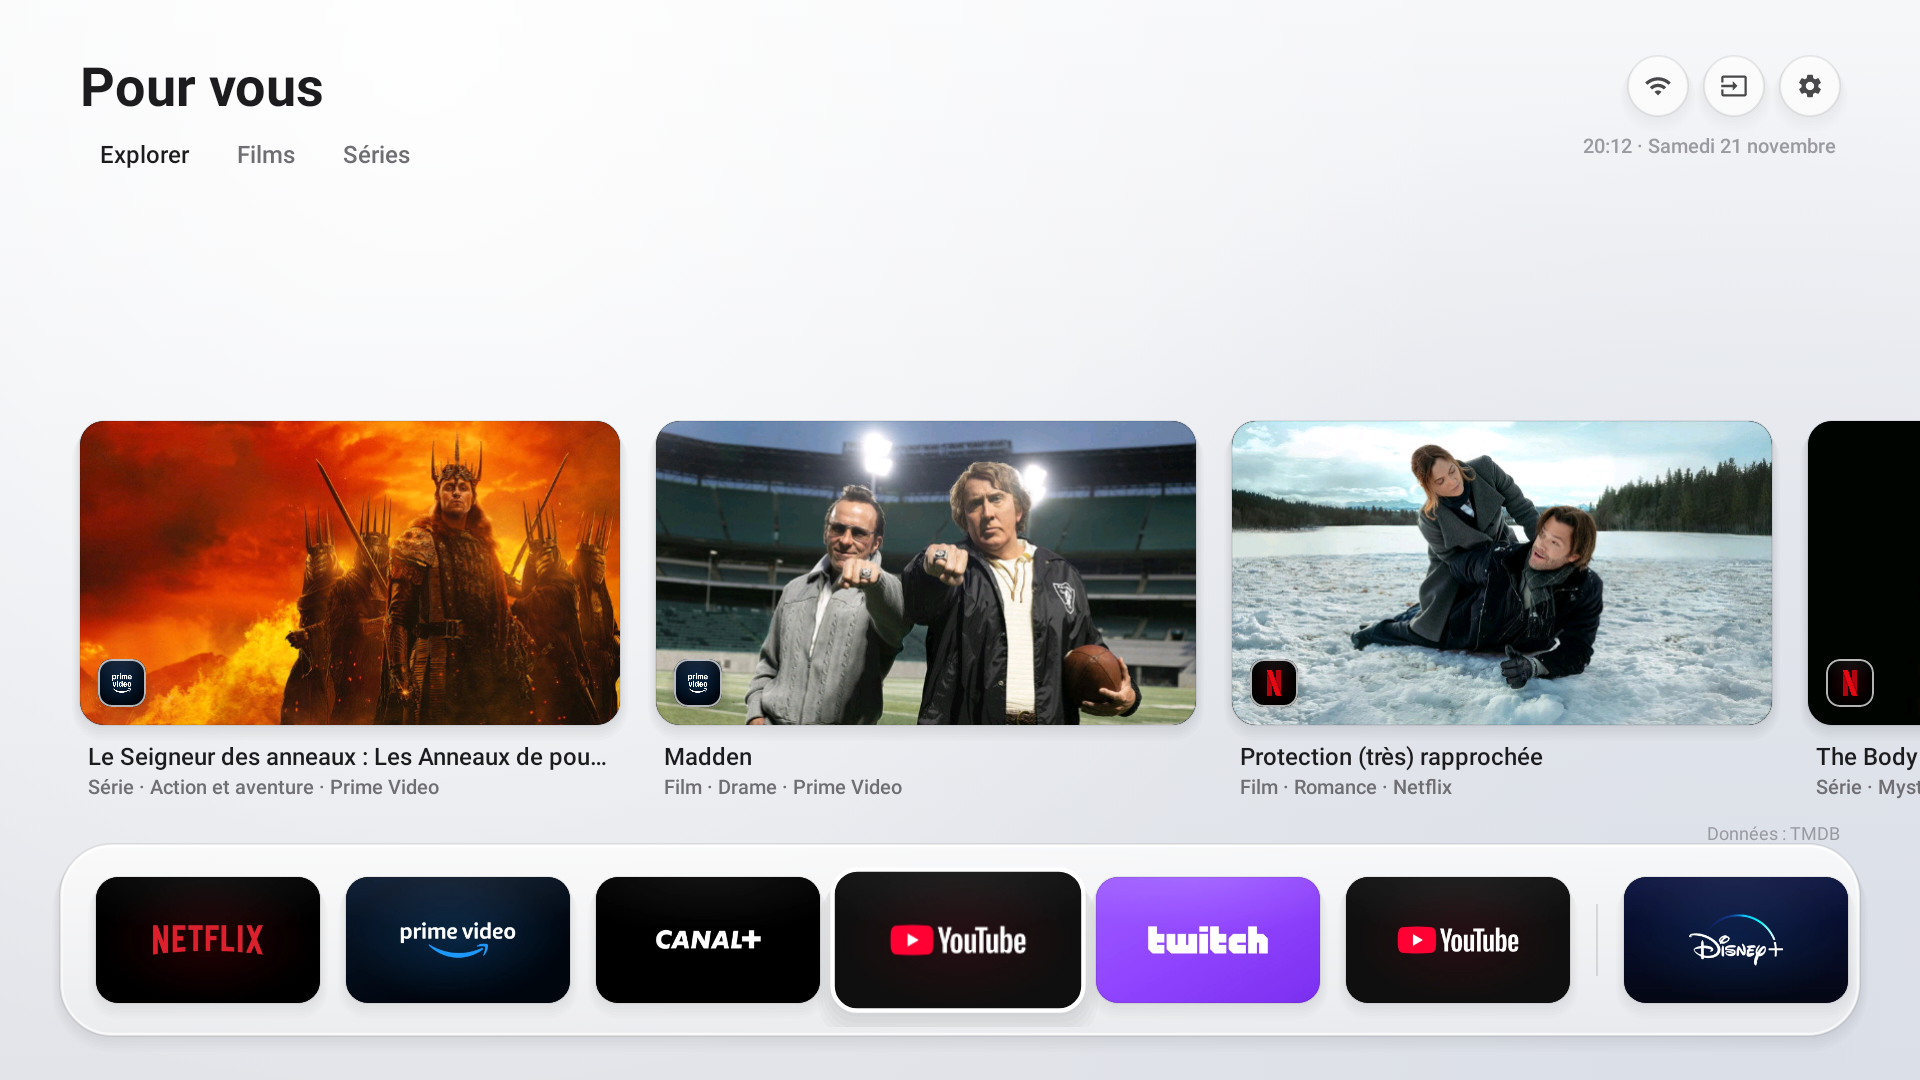 Pour vous
Explorer Films Séries
20:12 · Samedi 21 novembre
prime video
prime video
N
N
Le Seigneur des anneaux : Les Anneaux de pou...
Série · Action et aventure · Prime Video
Madden
Film · Drame · Prime Video
Protection (très) rapprochée
Film · Romance · Netflix
The Body
Série · Myst
Données : TMDB
NETFLIX
prime video
CANAL+
YouTube
twitch
YouTube
Disney+